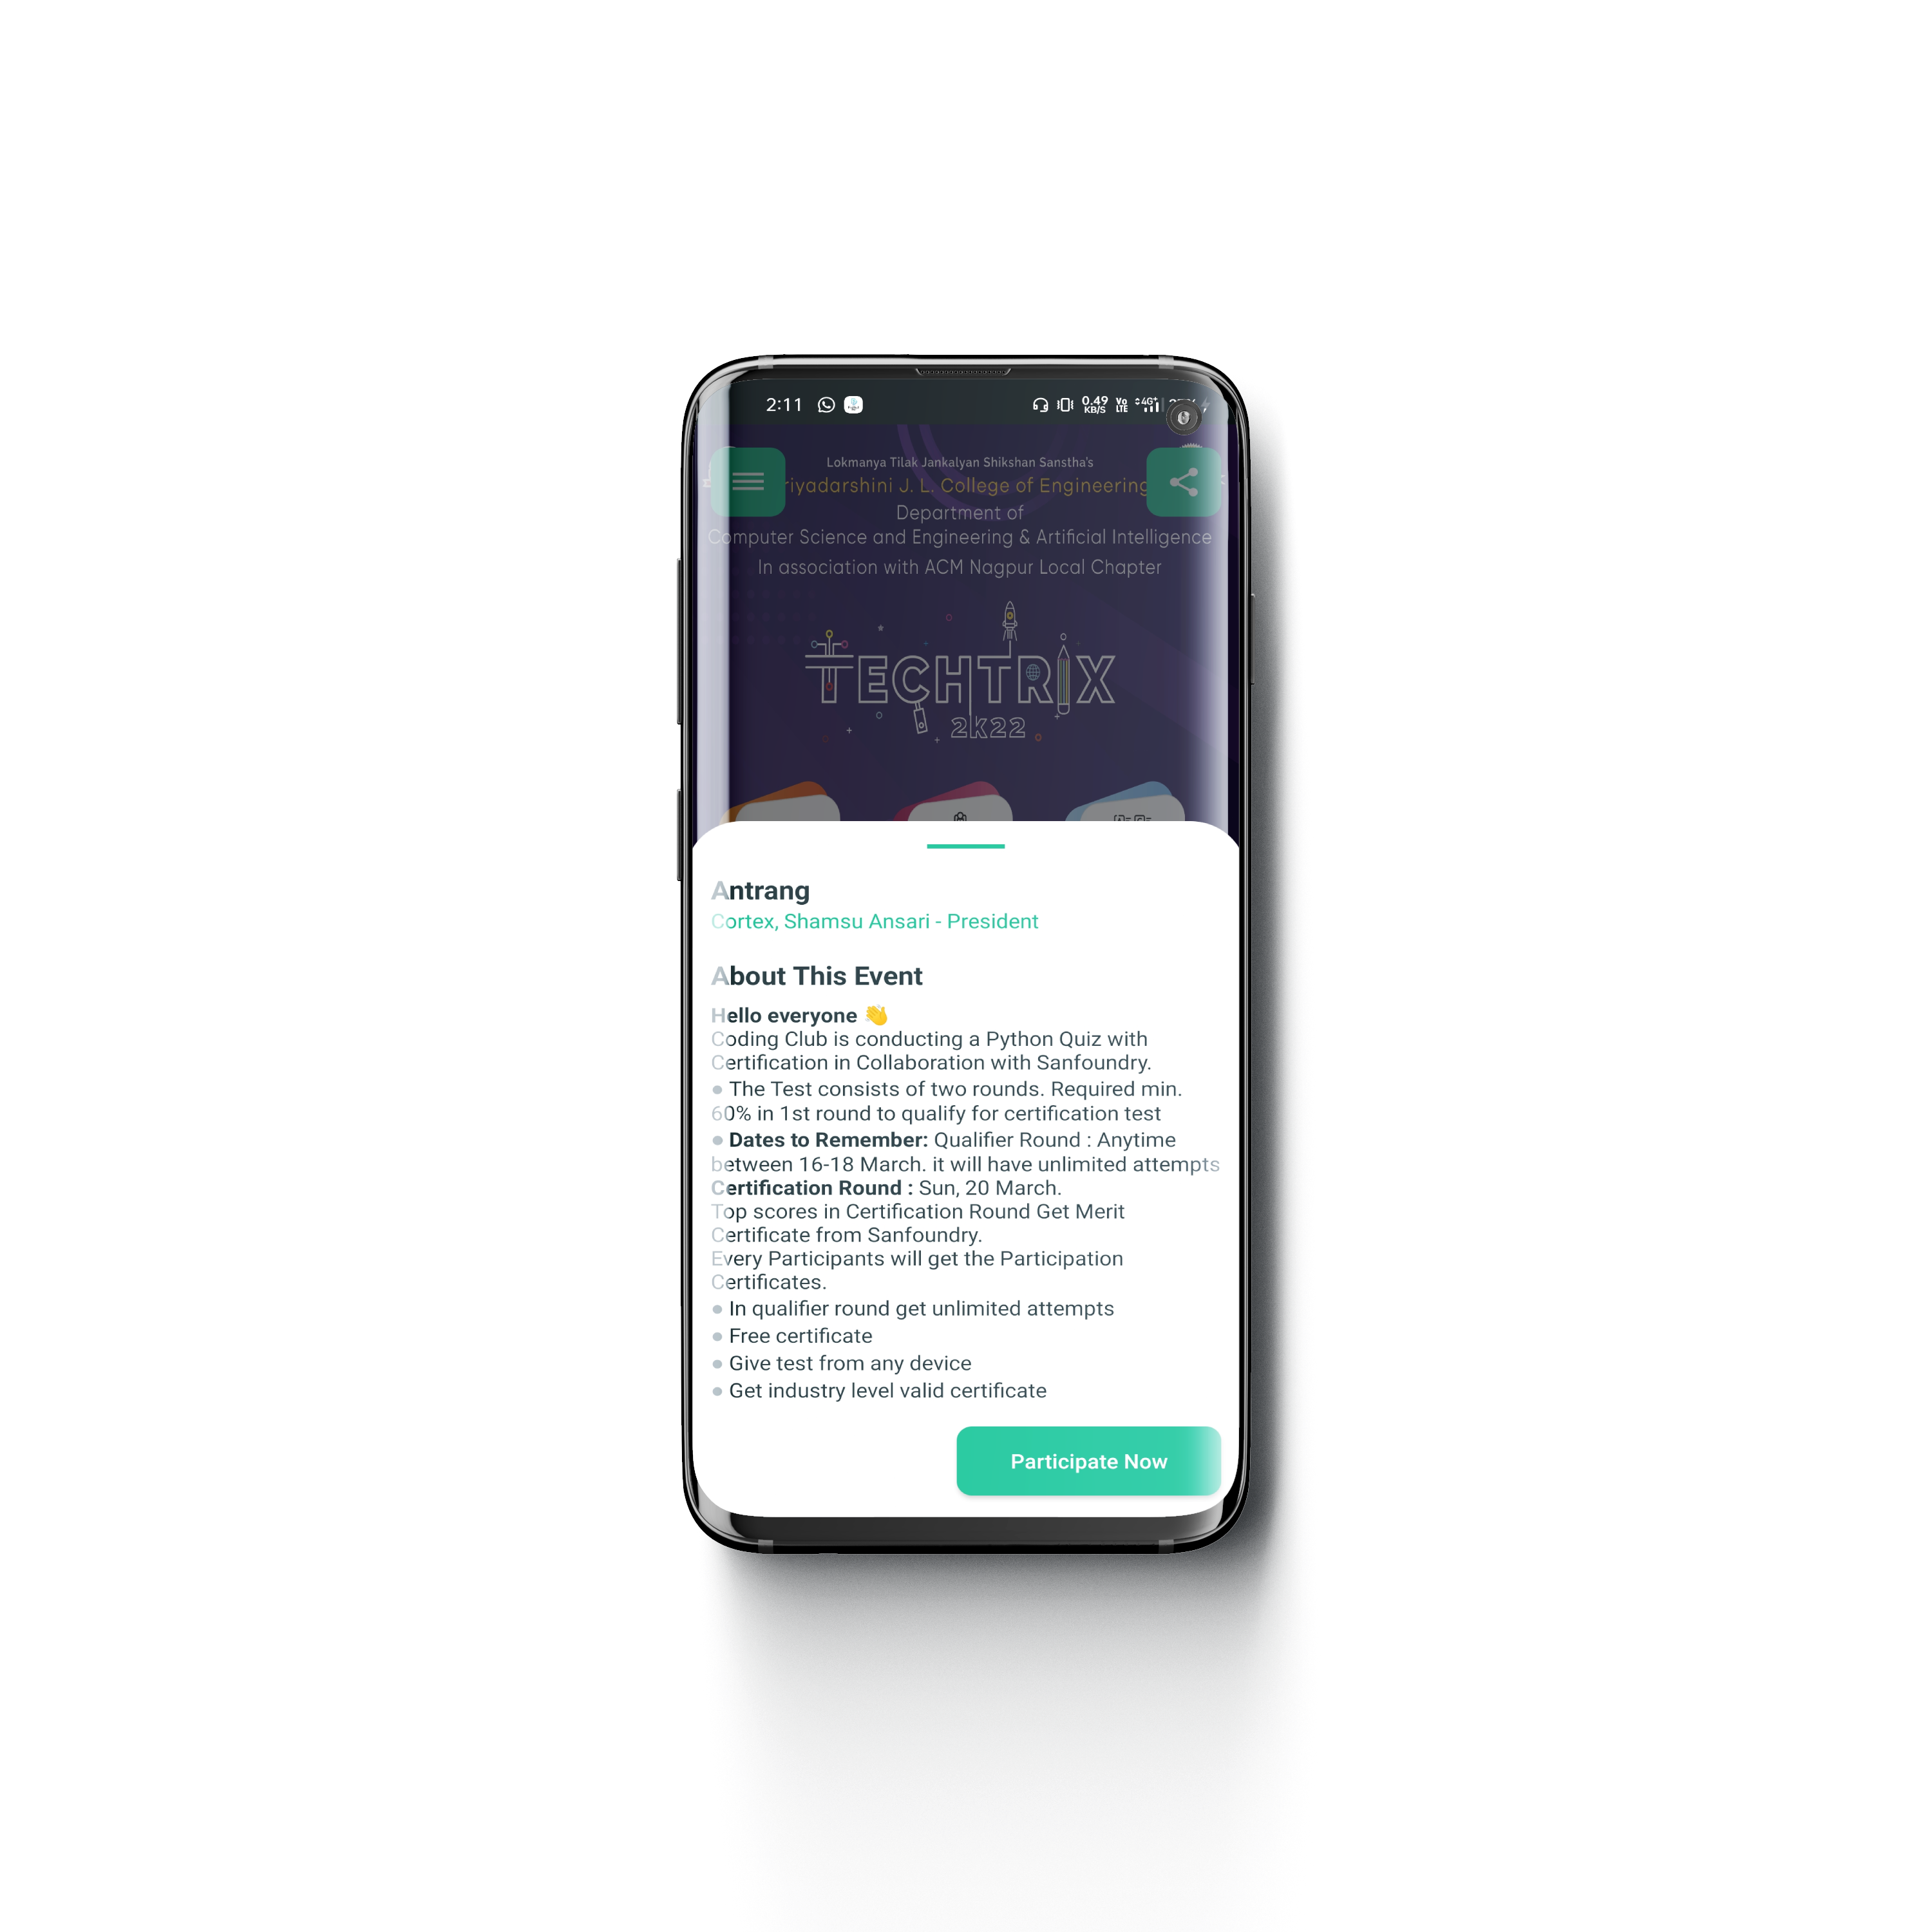 2:11
0.49
KB/S
Vo
LTE
4G+
Lokmanya Tilak Jankalyan Shikshan Sanstha's
riyadarshini J. L. College of Engineering
Department of
Computer Science and Engineering & Artificial Intelligence
In association with ACM Nagpur Local Chapter
TECHTRIX
2k22
Antrang
Cortex, Shamsu Ansari - President
About This Event
Hello everyone 👋
Coding Club is conducting a Python Quiz with
Certification in Collaboration with Sanfoundry.
● The Test consists of two rounds. Required min.
60% in 1st round to qualify for certification test
● Dates to Remember: Qualifier Round : Anytime
between 16-18 March. it will have unlimited attempts
Certification Round : Sun, 20 March.
Top scores in Certification Round Get Merit
Certificate from Sanfoundry.
Every Participants will get the Participation
Certificates.
● In qualifier round get unlimited attempts
● Free certificate
● Give test from any device
● Get industry level valid certificate
Participate Now